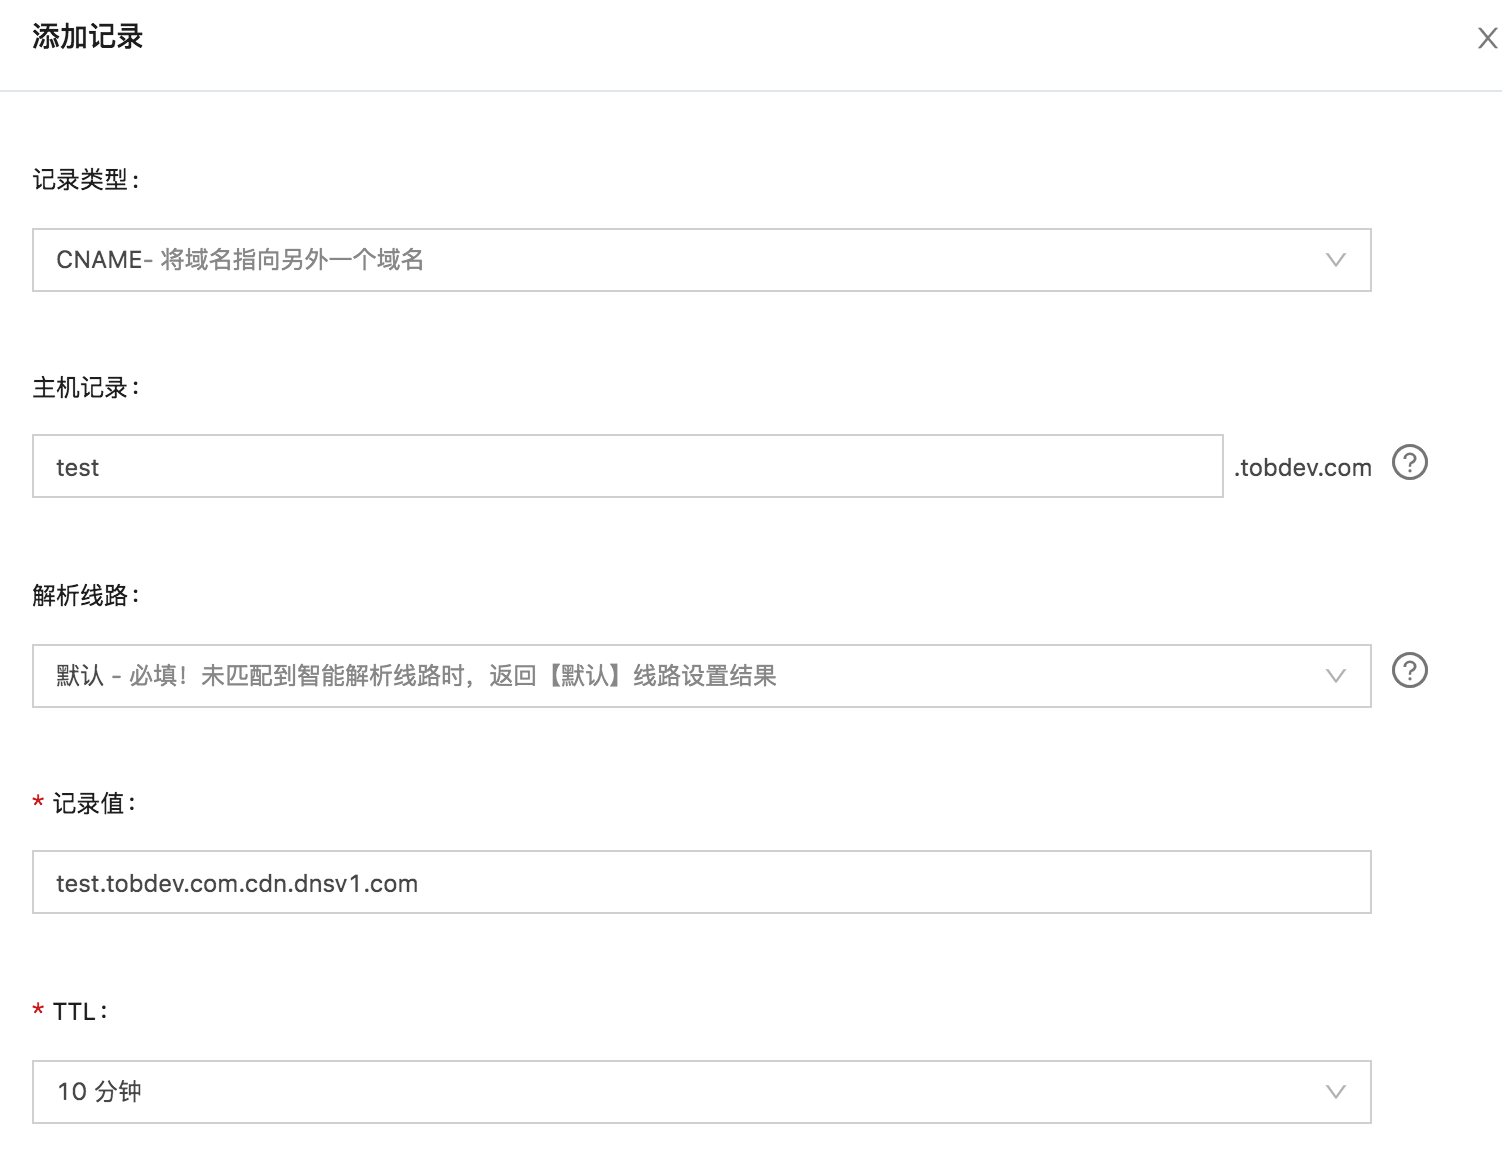 添加记录
记录类型：
CNAME- 将域名指向另外一个域名
主机记录：
test
.tobdev.com
解析线路：
默认 - 必填！未匹配到智能解析线路时，返回【默认】线路设置结果
* 记录值：
test.tobdev.com.cdn.dnsv1.com
* TTL：
10 分钟